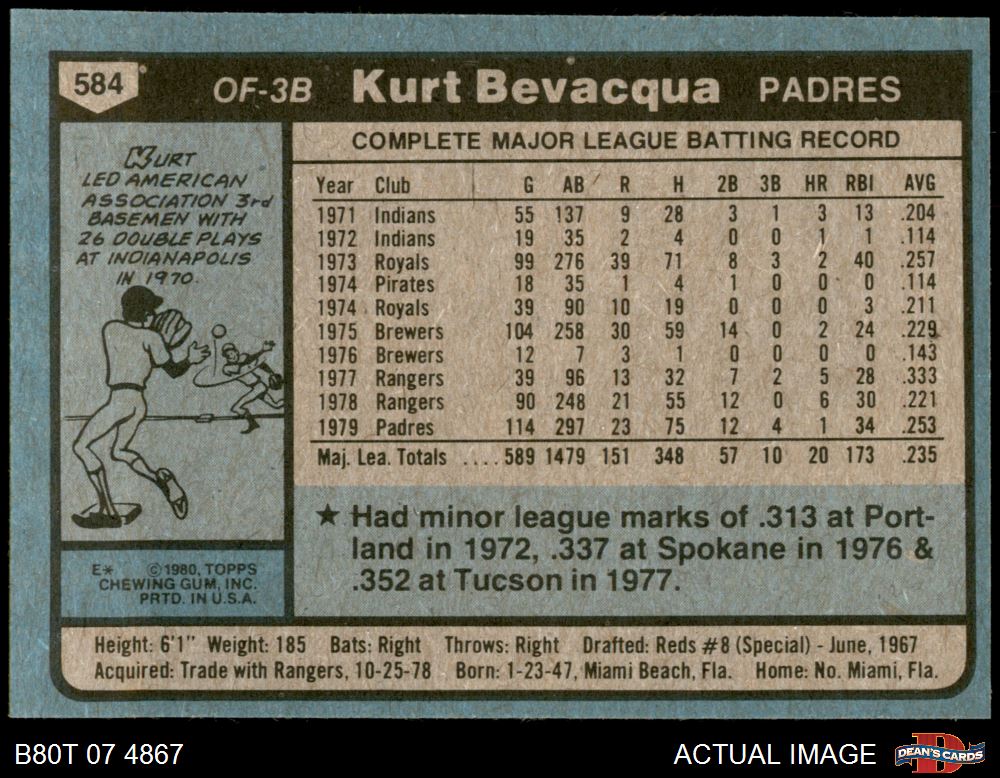 584 OF-3B Kurt Bevacqua PADRES
KURT
LED AMERICAN
ASSOCIATION 3rd
BASEMEN WITH
26 DOUBLE PLAYS
AT INDIANAPOLIS
IN 1970.
COMPLETE MAJOR LEAGUE BATTING RECORD
Year Club G AB R H 2B 3B HR RBI AVG
1971 Indians 55 137 9 28 3 1 3 13 .204
1972 Indians 19 35 2 4 0 0 1 1 .114
1973 Royals 99 276 39 71 8 3 2 40 .257
1974 Pirates 18 35 1 4 1 0 0 0 .114
1974 Royals 39 90 10 19 0 0 0 3 .211
1975 Brewers 104 258 30 59 14 0 2 24 .229
1976 Brewers 12 7 3 1 0 0 0 0 .143
1977 Rangers 39 96 13 32 7 2 5 28 .333
1978 Rangers 90 248 21 55 12 0 6 30 .221
1979 Padres 114 297 23 75 12 4 1 34 .253
Maj. Lea. Totals ....589 1479 151 348 57 10 20 173 .235
★ Had minor league marks of .313 at Port-
land in 1972, .337 at Spokane in 1976 &
.352 at Tucson in 1977.
E* ©1980, TOPPS
CHEWING GUM, INC.
PRTD. IN U.S.A.
Height: 6'1" Weight: 185 Bats: Right Throws: Right Drafted: Reds #8 (Special) - June, 1967
Acquired: Trade with Rangers, 10-25-78 Born: 1-23-47, Miami Beach, Fla. Home: No. Miami, Fla.
B80T 07 4867 ACTUAL IMAGE DEAN'S CARDS